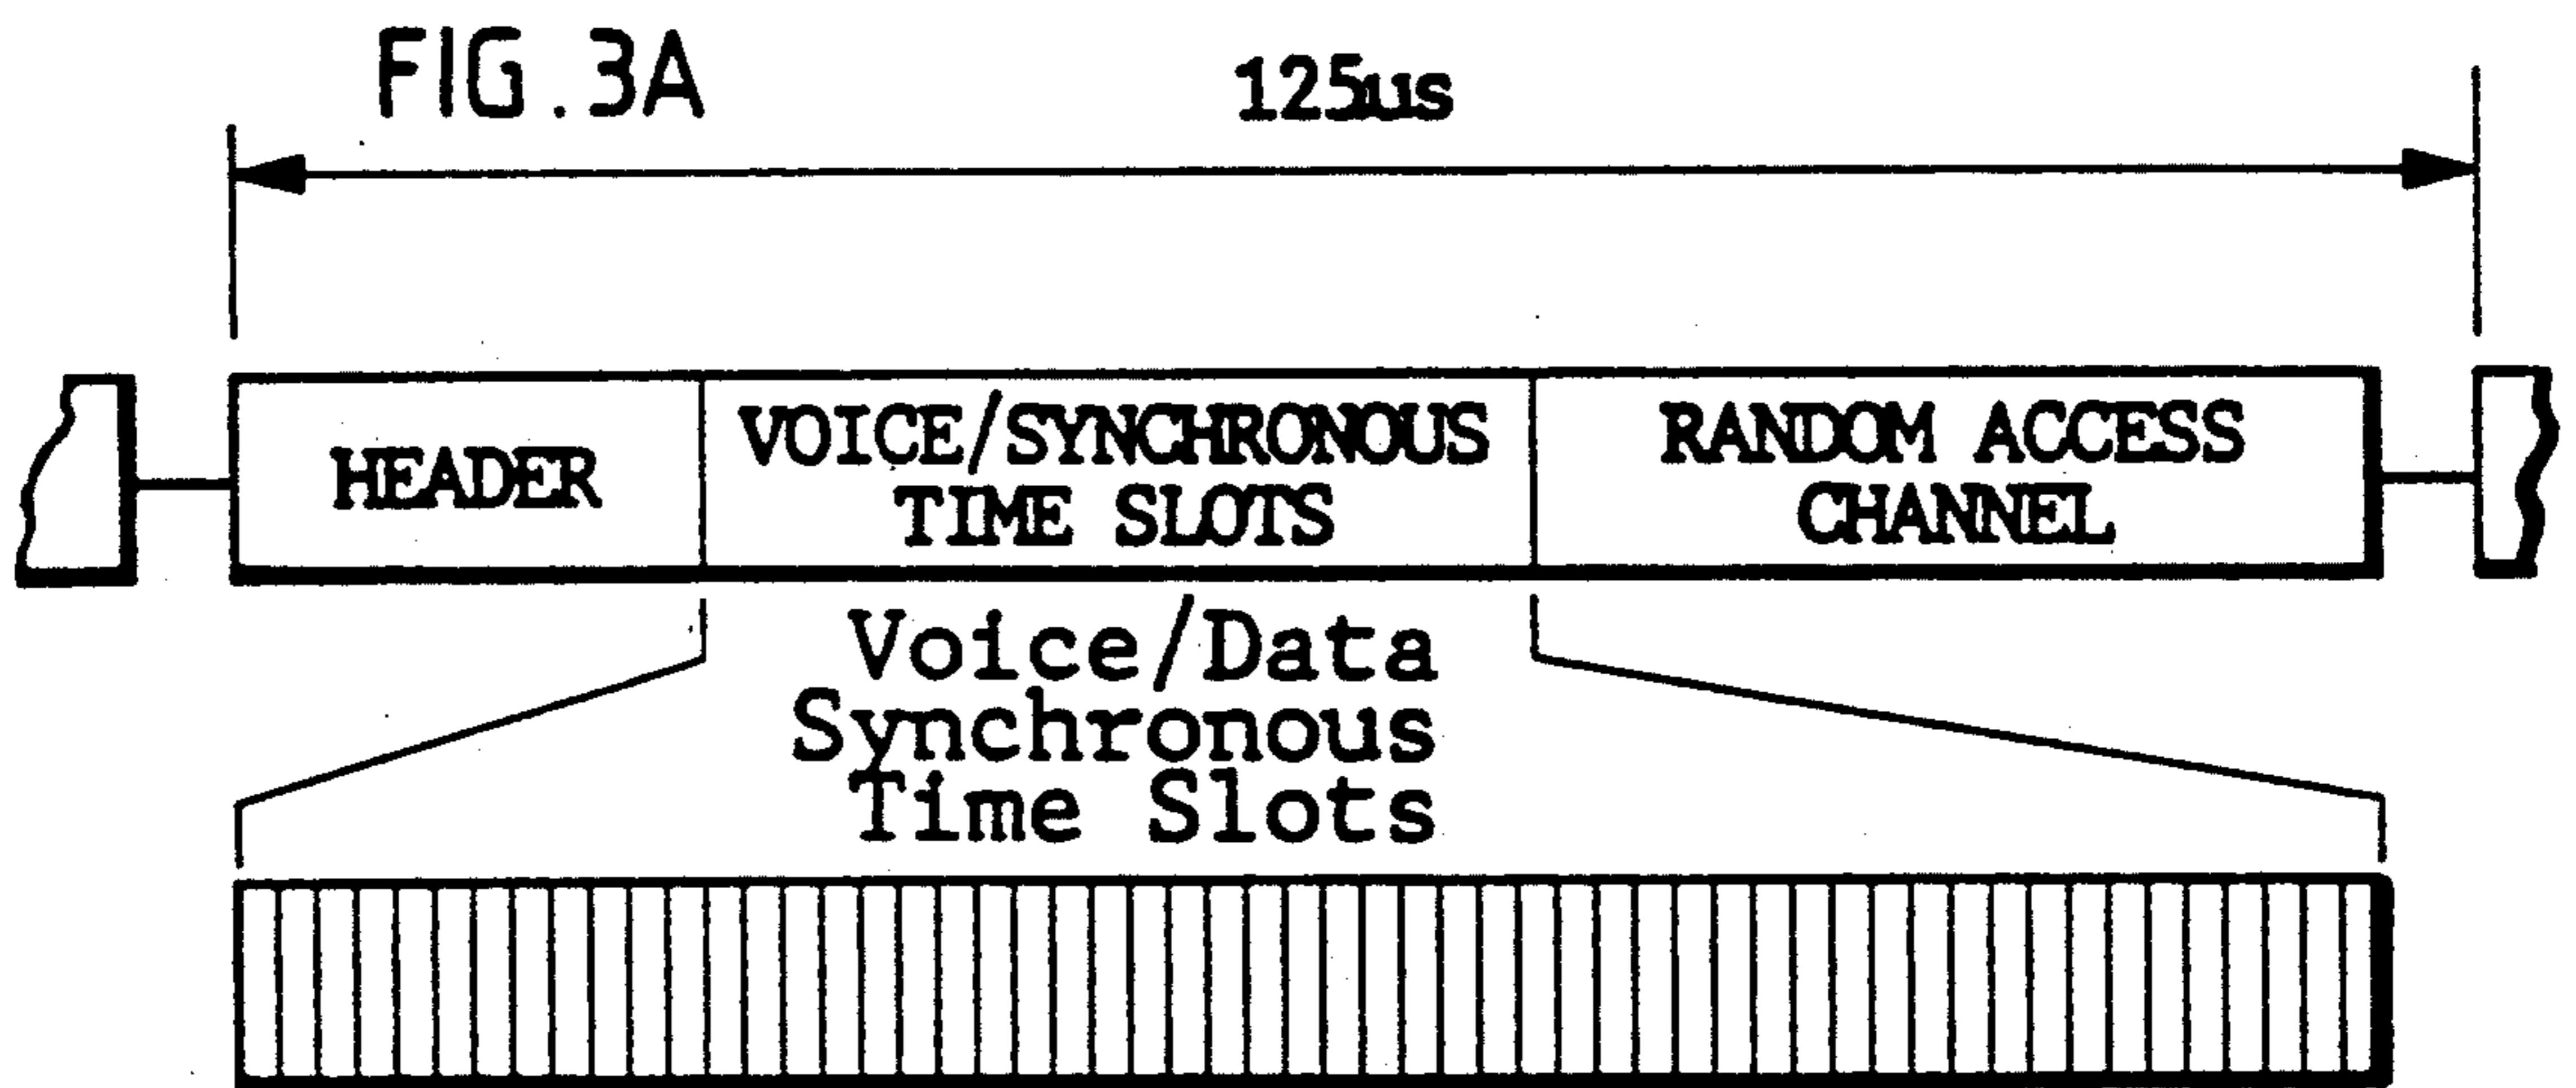 FIG.3A
125us
HEADER
VOICE/SYNCHRONOUS
TIME SLOTS
RANDOM ACCESS
CHANNEL
Voice/Data
Synchronous
Time Slots